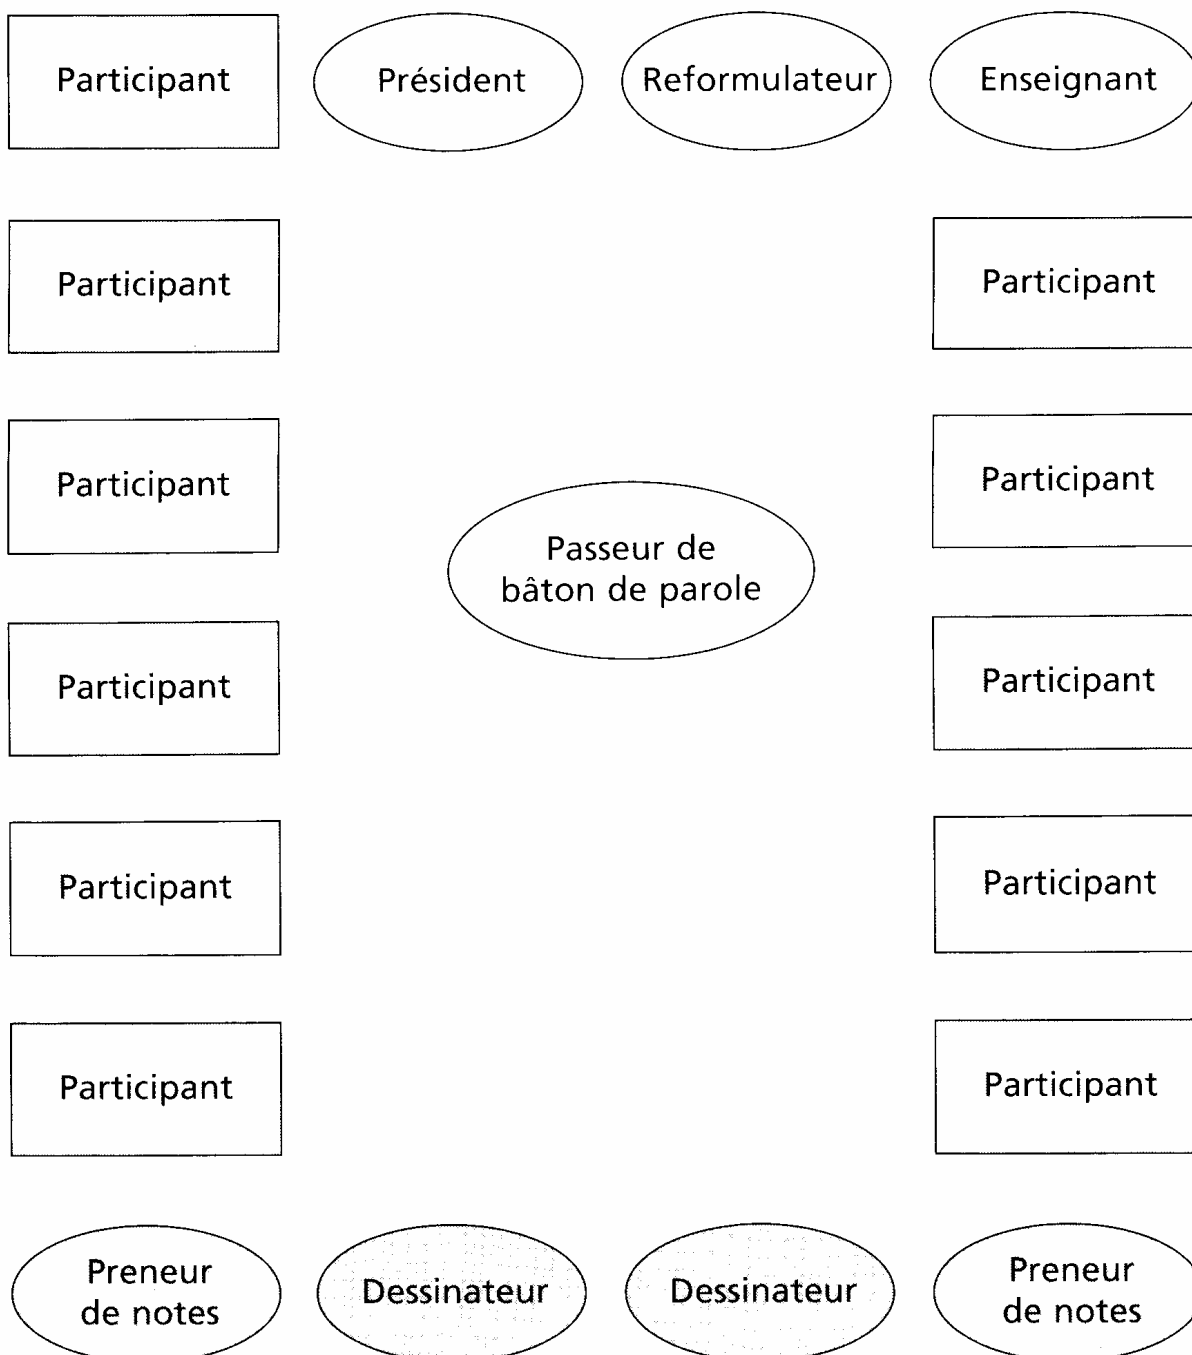 Participant
Président
Reformulateur
Enseignant
Participant
Participant
Participant
Participant
Passeur de
bâton de parole
Participant
Participant
Participant
Participant
Participant
Participant
Preneur
de notes
Dessinateur
Dessinateur
Preneur
de notes